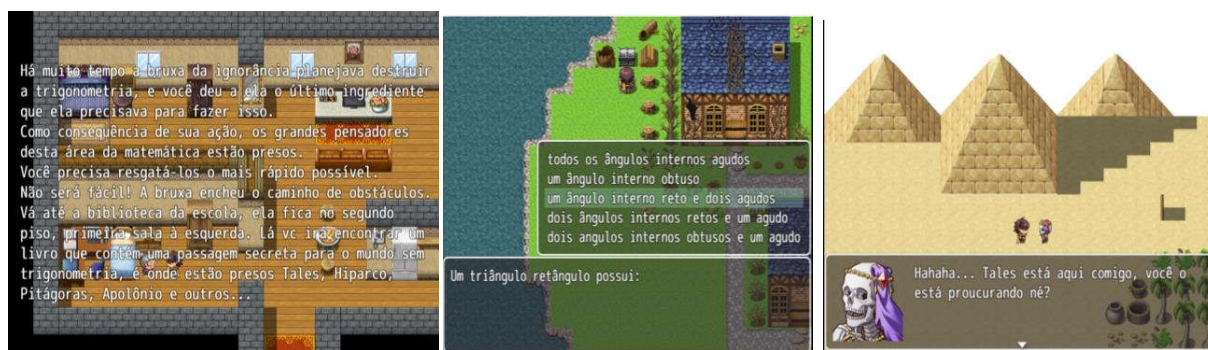 Há muito tempo a bruxa da ignorância planejava destruir
a trigonometria, e você deu a ela o último ingrediente
que ela precisava para fazer isso.
Como consequência de sua ação, os grandes pensadores
desta área da matemática estão presos.
Você precisa resgatá-los o mais rápido possível.
Não será fácil! A bruxa encheu o caminho de obstáculos.
Vá até a biblioteca da escola, ela fica no segundo
piso, primeira sala à esquerda. Lá vc irá encontrar um
livro que contém uma passagem secreta para o mundo sem
trigonometria, é onde estão presos Tales, Hiparco,
Pitágoras, Apolônio e outros...
todos os ângulos internos agudos
um ângulo interno obtuso
um ângulo interno reto e dois agudos
dois ângulos internos retos e um agudo
dois angulos internos obtusos e um agudo
Um triângulo retângulo possui:
Hahaha... Tales está aqui comigo, você o
está proucurando né?